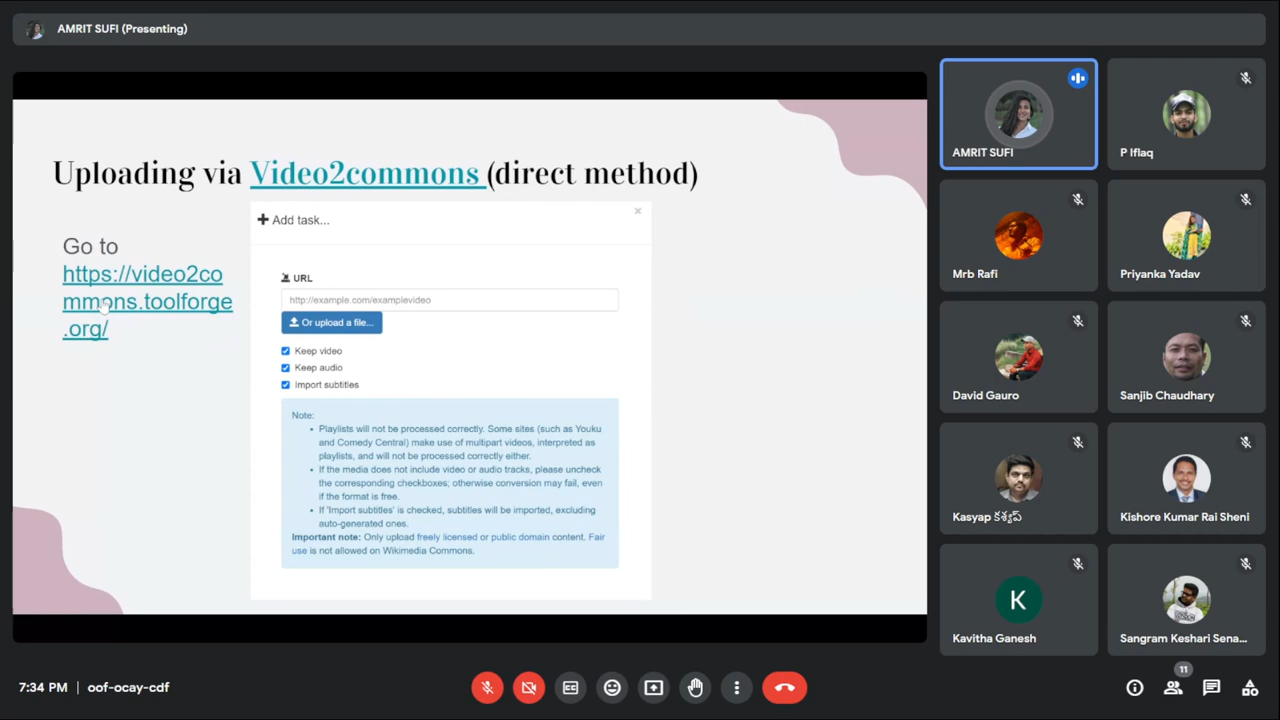 AMRIT SUFI (Presenting)
Uploading via Video2commons (direct method)
Go to
https://video2co
mmons.toolforge
.org/
Add task...
×
URL
http://example.com/examplevideo
Or upload a file...
Keep video
Keep audio
Import subtitles
Note:
• Playlists will not be processed correctly. Some sites (such as Youku
and Comedy Central) make use of multipart videos, interpreted as
playlists, and will not be processed correctly either.
• If the media does not include video or audio tracks, please uncheck
the corresponding checkboxes; otherwise conversion may fail, even
if the format is free.
• If 'Import subtitles' is checked, subtitles will be imported, excluding
auto-generated ones.
Important note: Only upload freely licensed or public domain content. Fair
use is not allowed on Wikimedia Commons.
AMRIT SUFI
P Iflaq
Mrb Rafi
Priyanka Yadav
David Gauro
Sanjib Chaudhary
Kasyap కశ్యప్
Kishore Kumar Rai Sheni
K
Kavitha Ganesh
Sangram Keshari Sena...
7:34 PM | oof-ocay-cdf
CC
11